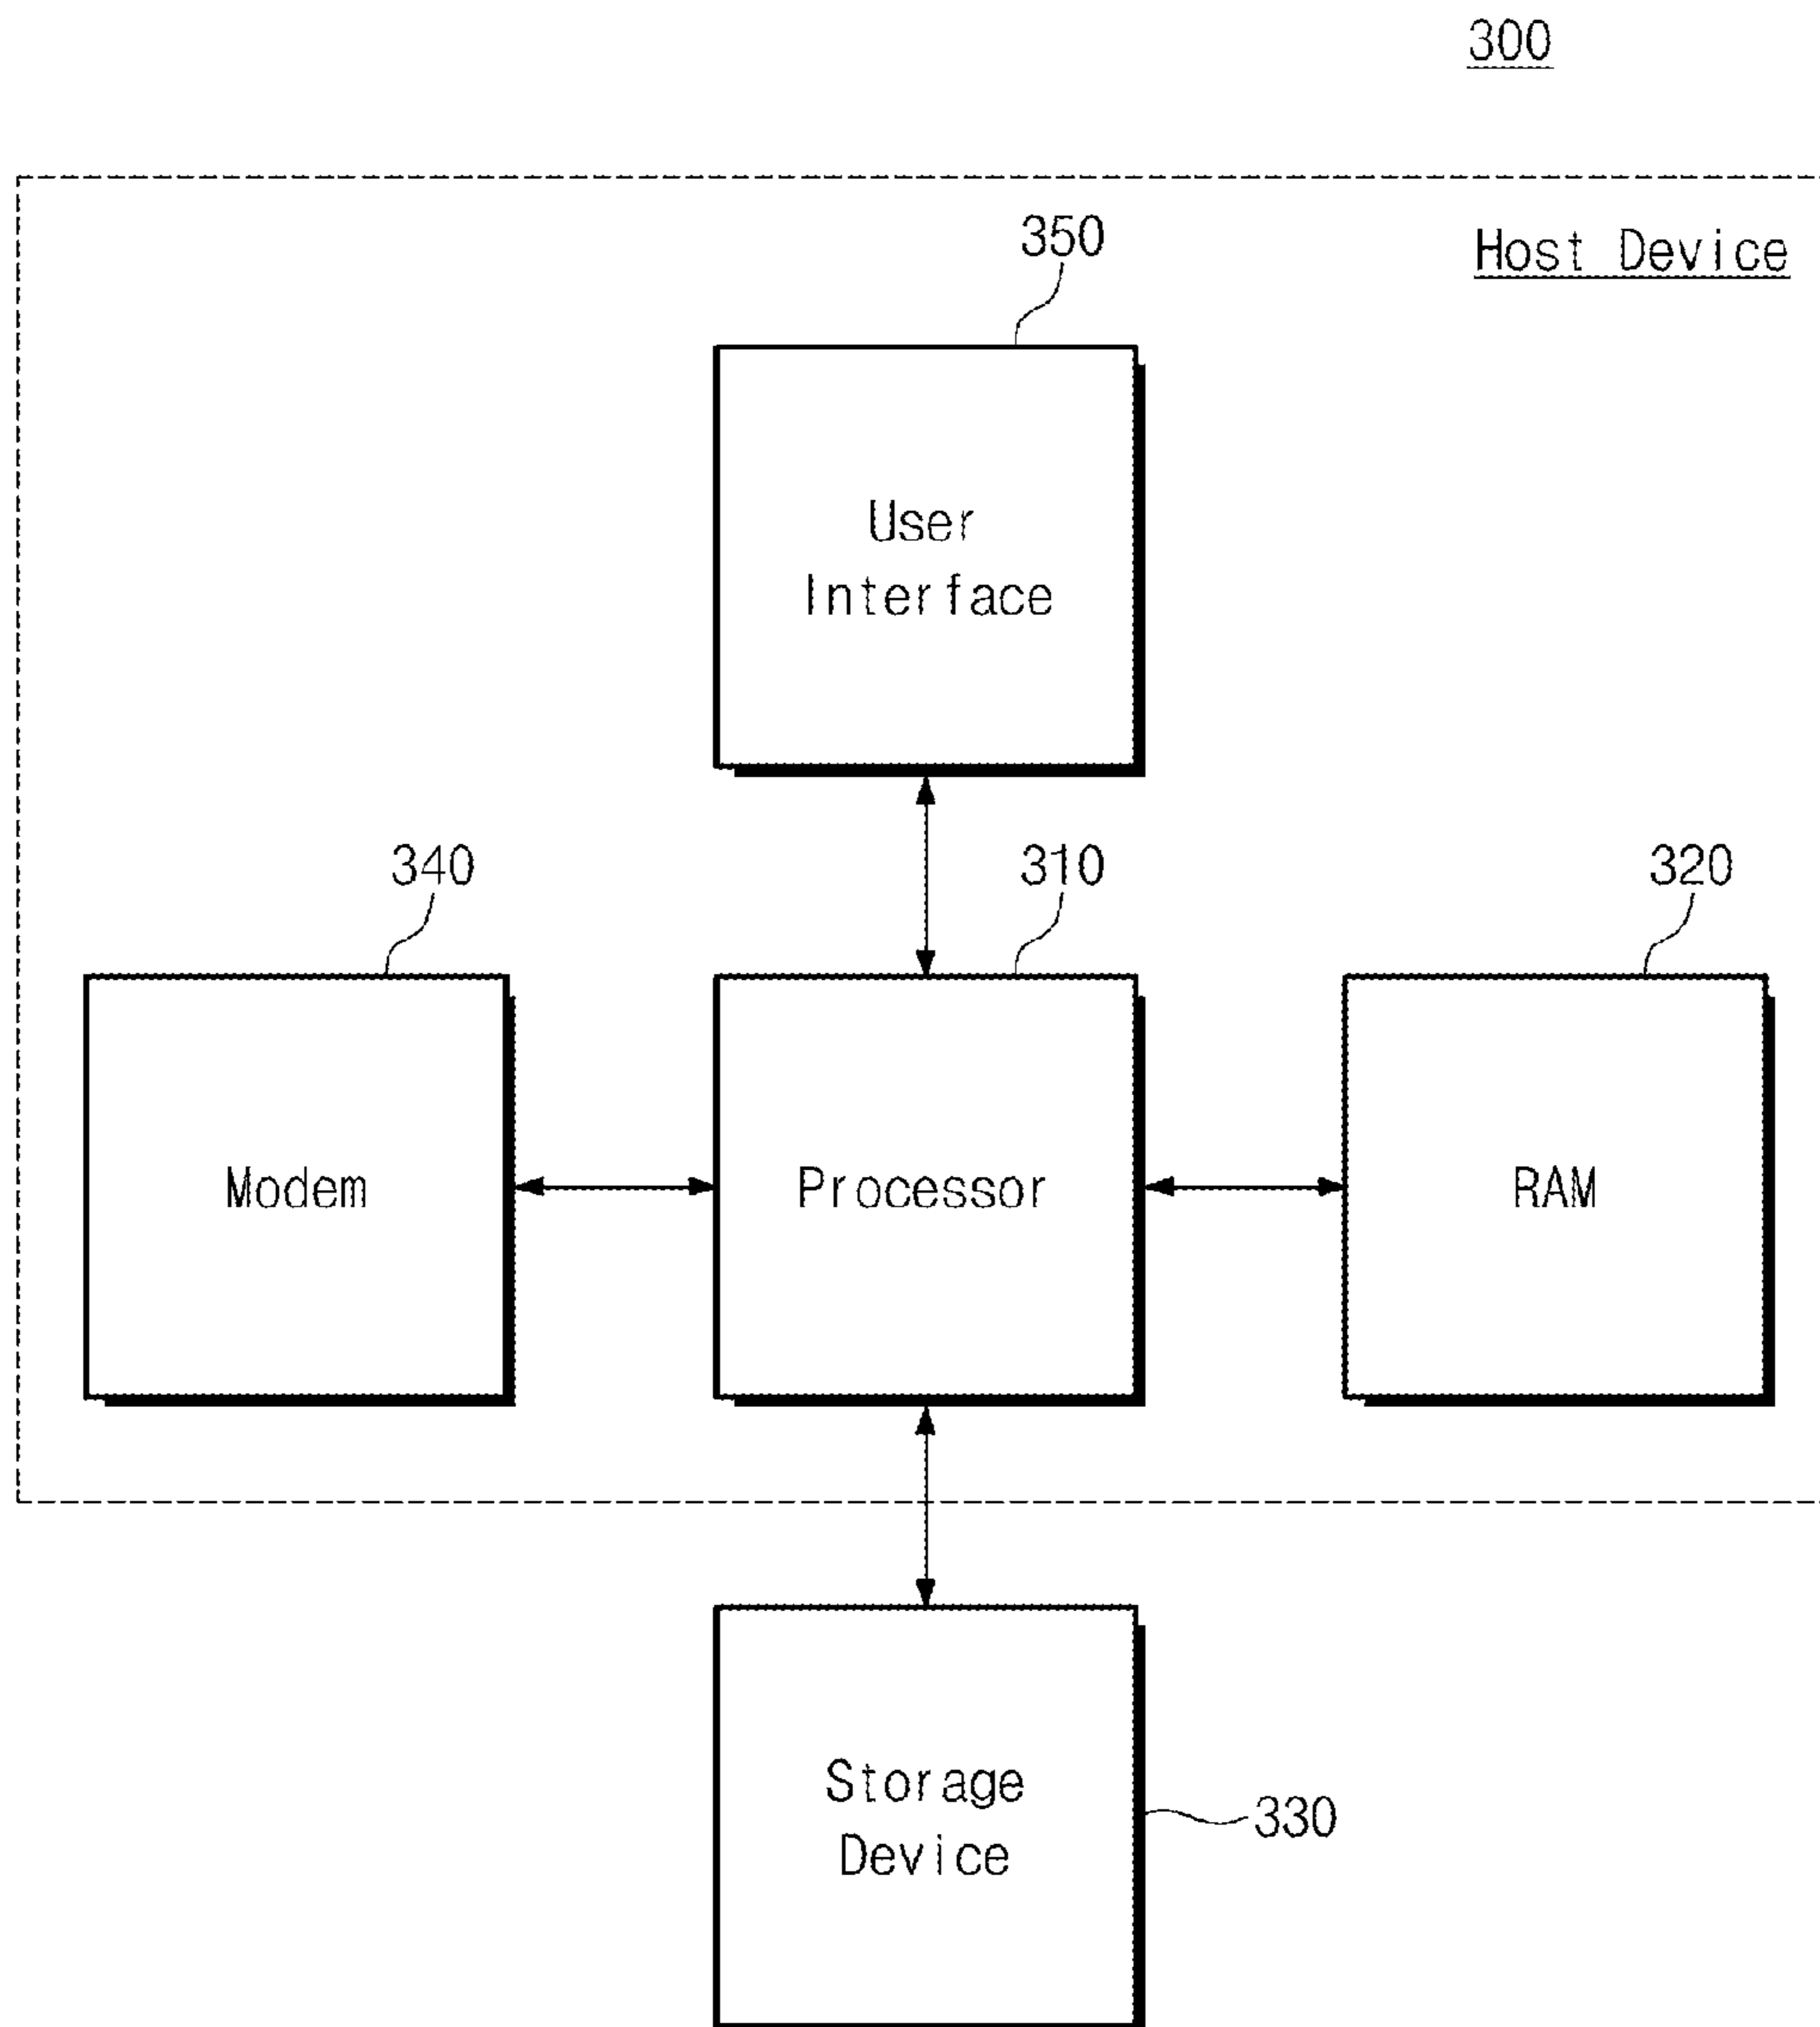 300
Host Device
350
User
Interface
340
310
320
Modem
Processor
RAM
Storage
Device
330